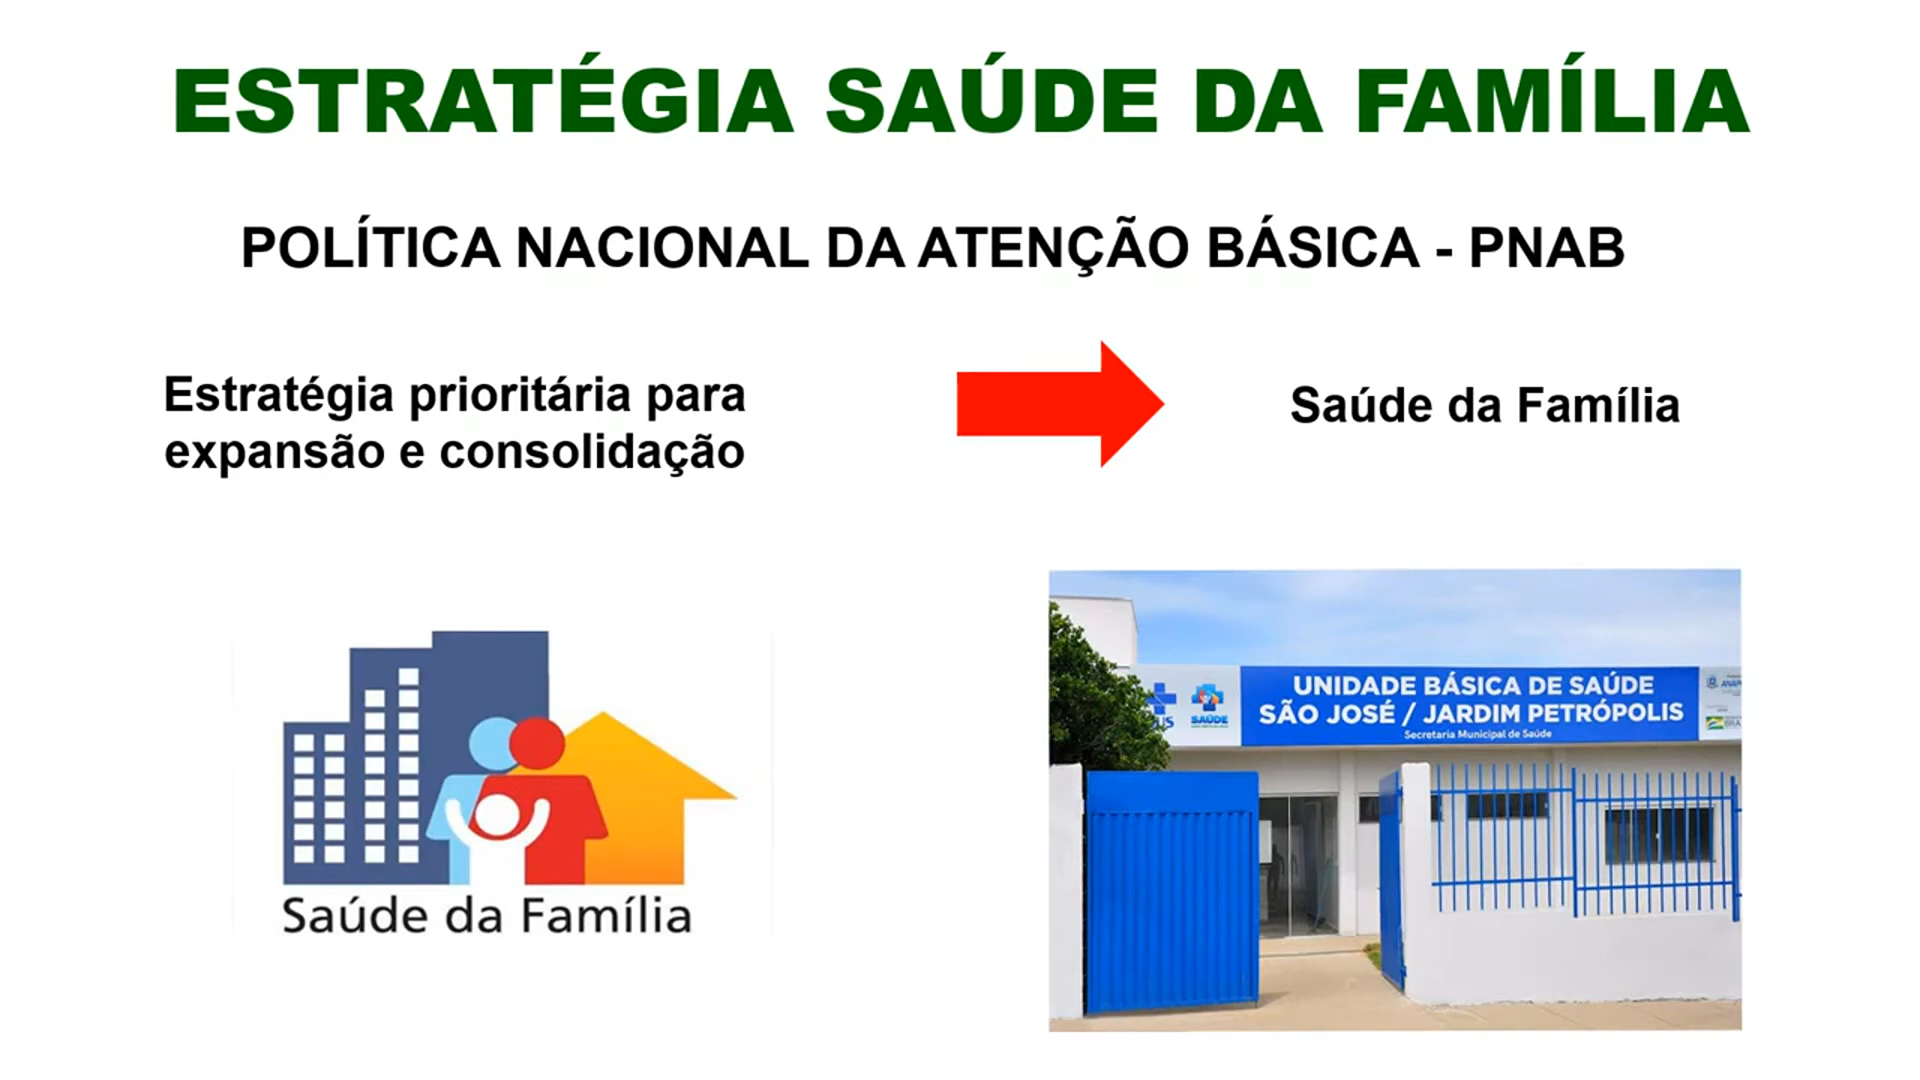 ESTRATÉGIA SAÚDE DA FAMÍLIA
POLÍTICA NACIONAL DA ATENÇÃO BÁSICA - PNAB
Estratégia prioritária para
expansão e consolidação
Saúde da Família
Saúde da Família
UNIDADE BÁSICA DE SAÚDE
SÃO JOSÉ / JARDIM PETRÓPOLIS
Secretaria Municipal de Saúde
SAÚDE